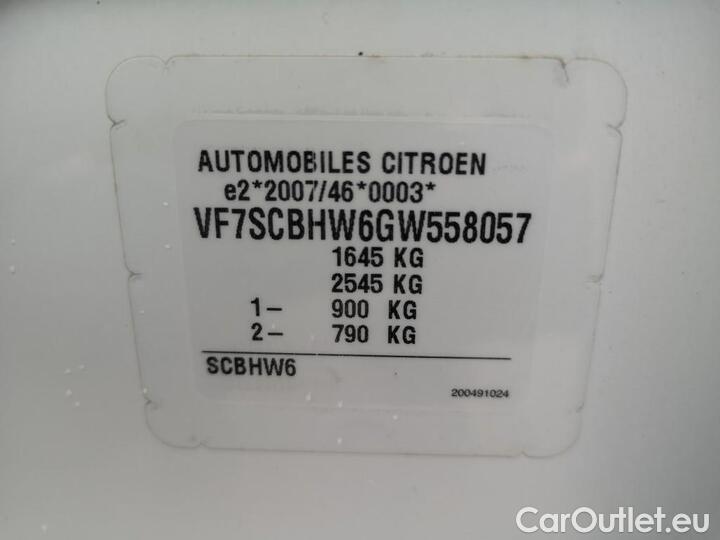 AUTOMOBILES CITROEN
e2*2007/46*0003*
VF7SCBHW6GW558057
1645 KG
2545 KG
1– 900 KG
2– 790 KG
SCBHW6
200491024
CarOutlet.eu